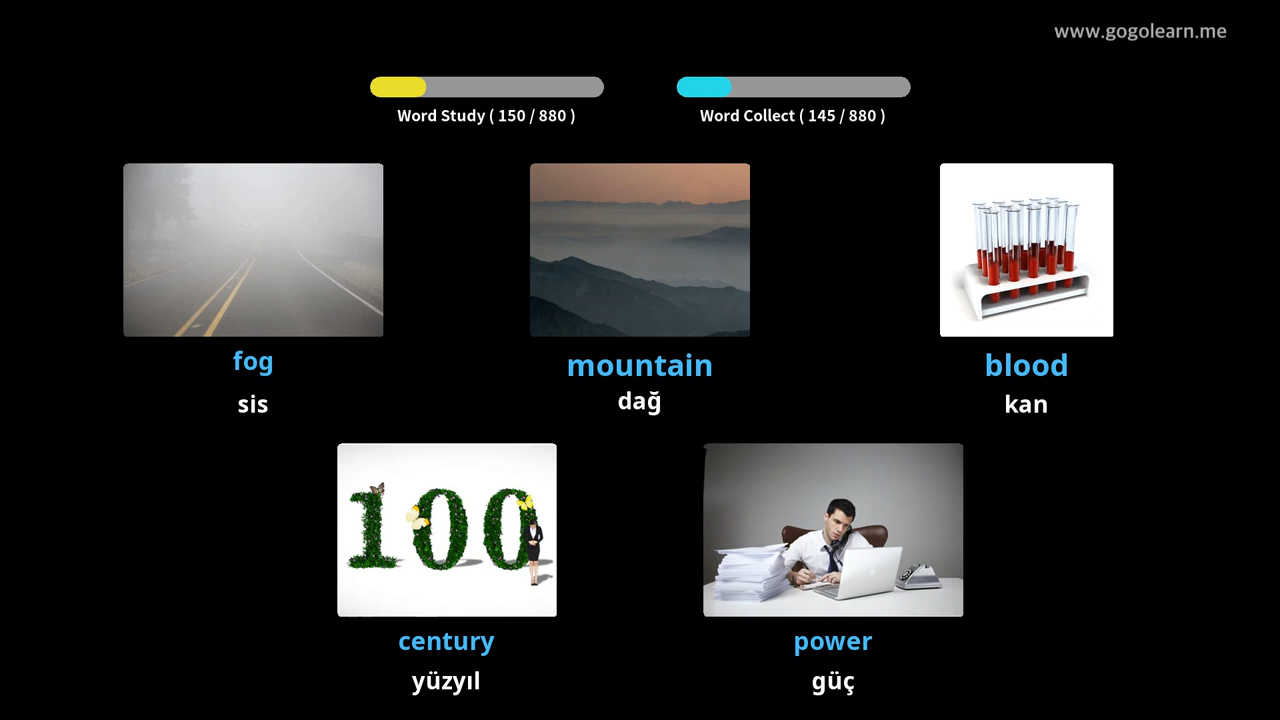 www.gogolearn.me
Word Study ( 150 / 880 )
Word Collect ( 145 / 880 )
fog
sis
mountain
dağ
blood
kan
century
yüzyıl
power
güç